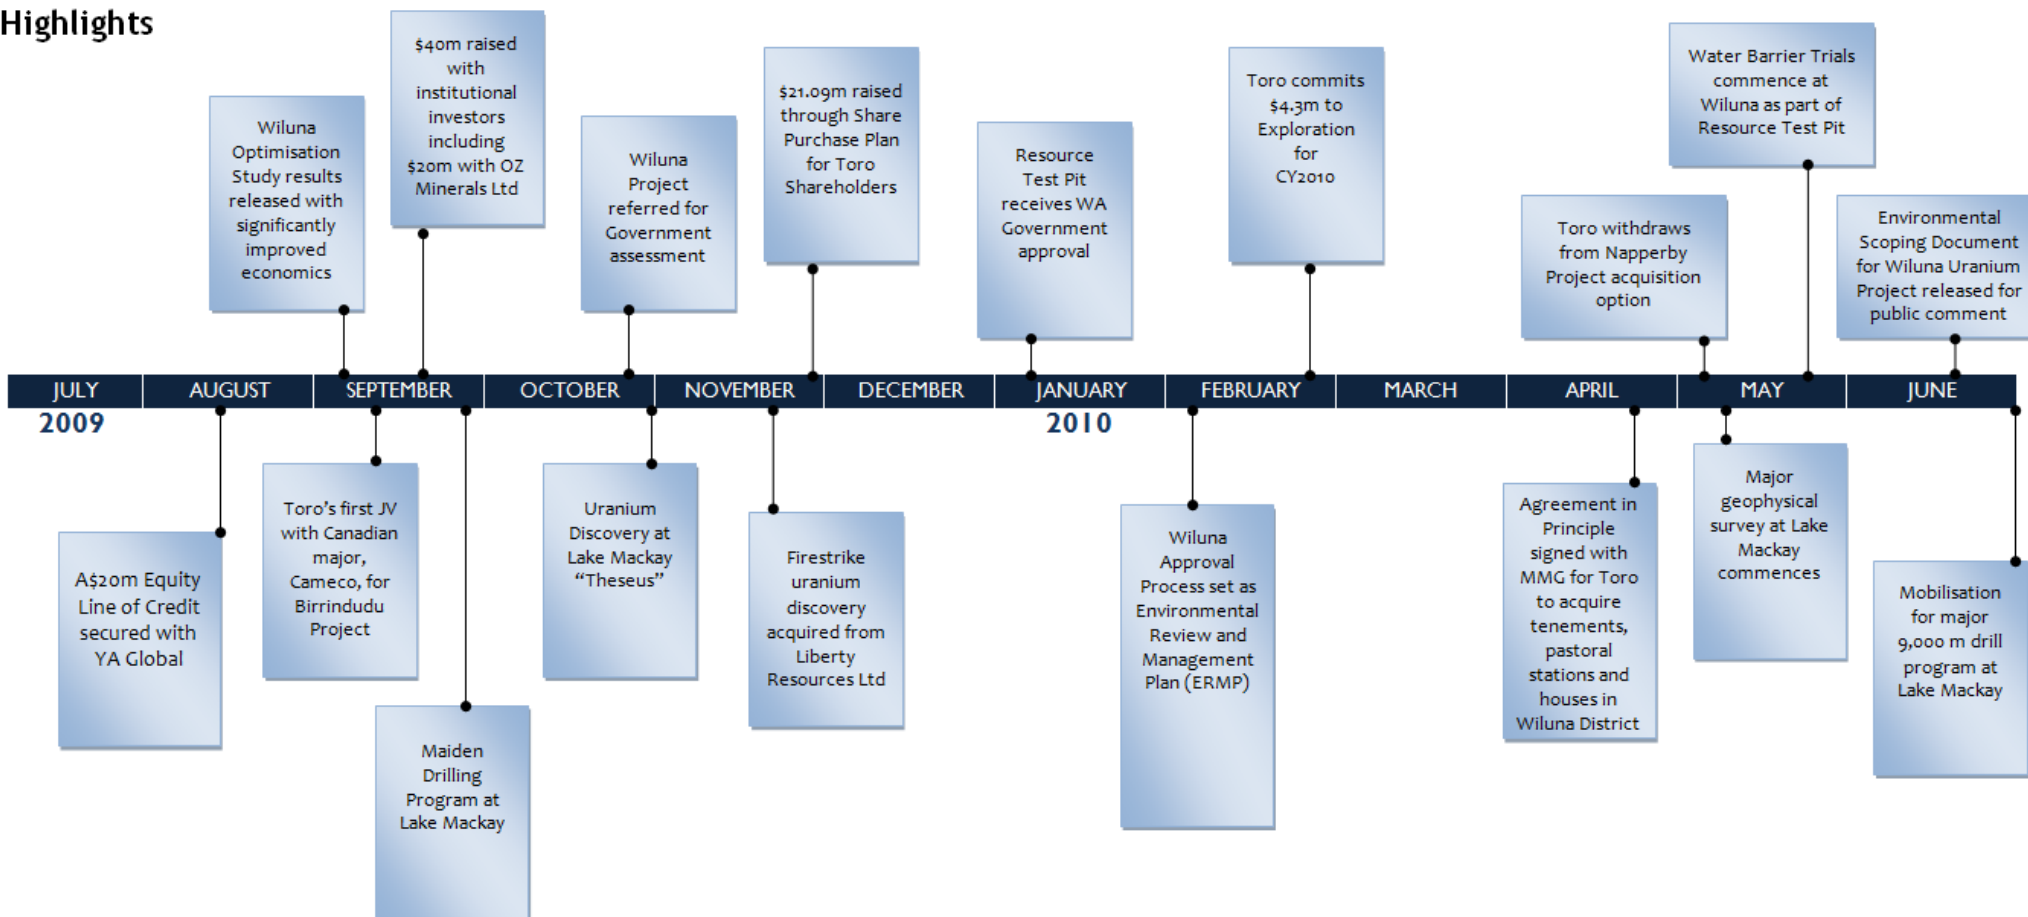 Highlights
Wiluna
Optimisation
Study results
released with
significantly
improved
economics
$40m raised
with
institutional
investors
including
$20m with OZ
Minerals Ltd
Wiluna
Project
referred for
Government
assessment
$21.09m raised
through Share
Purchase Plan
for Toro
Shareholders
Resource
Test Pit
receives WA
Government
approval
Toro commits
$4.3m to
Exploration
for
CY2010
Toro withdraws
from Napperby
Project acquisition
option
Water Barrier Trials
commence at
Wiluna as part of
Resource Test Pit
Environmental
Scoping Document
for Wiluna Uranium
Project released for
public comment
JULY AUGUST SEPTEMBER OCTOBER NOVEMBER DECEMBER JANUARY FEBRUARY MARCH APRIL MAY JUNE
2009 2010
A$20m Equity
Line of Credit
secured with
YA Global
Toro’s first JV
with Canadian
major,
Cameco, for
Birrindudu
Project
Maiden
Drilling
Program at
Lake Mackay
Uranium
Discovery at
Lake Mackay
“Theseus”
Firestrike
uranium
discovery
acquired from
Liberty
Resources Ltd
Wiluna
Approval
Process set as
Environmental
Review and
Management
Plan (ERMP)
Agreement in
Principle
signed with
MMG for Toro
to acquire
tenements,
pastoral
stations and
houses in
Wiluna District
Major
geophysical
survey at Lake
Mackay
commences
Mobilisation
for major
9,000 m drill
program at
Lake Mackay